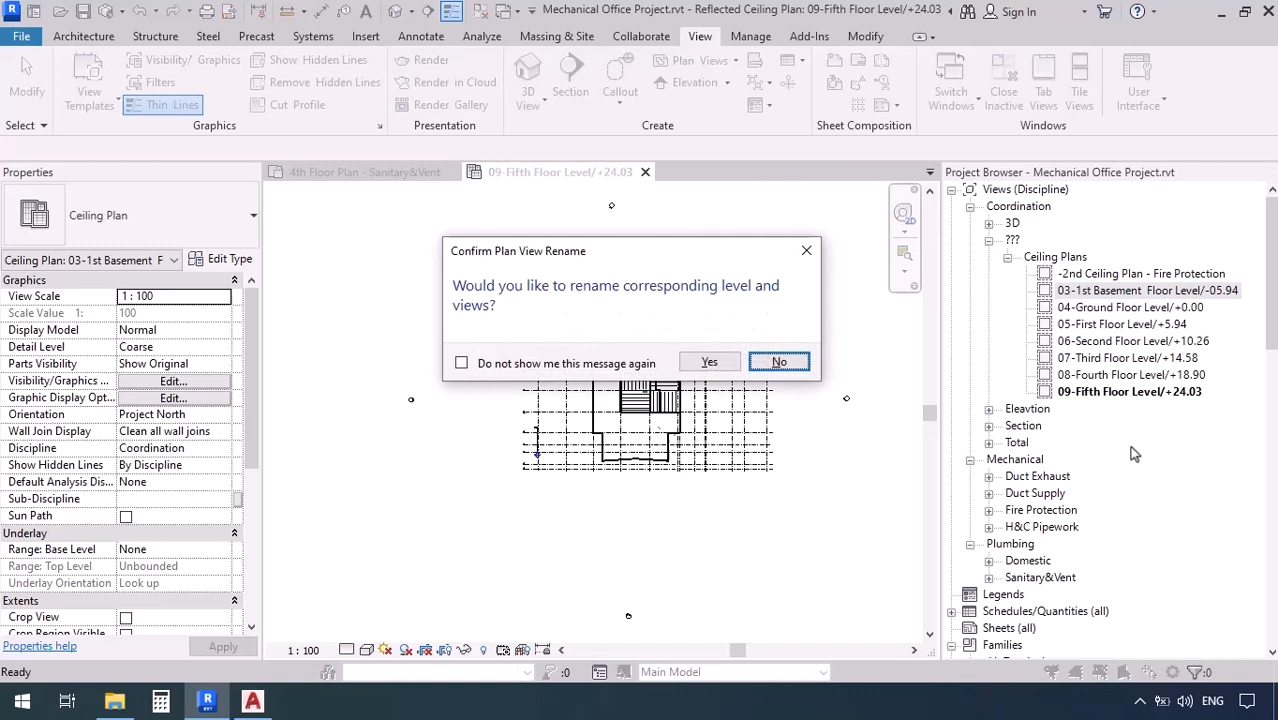 Mechanical Office Project.rvt - Reflected Ceiling Plan: 09-Fifth Floor Level/+24.03
Sign In
File
Architecture
Structure
Steel
Precast
Systems
Insert
Annotate
Analyze
Massing & Site
Collaborate
View
Manage
Add-Ins
Modify
Modify
View
Templates
Visibility/ Graphics
Filters
Thin Lines
Show Hidden Lines
Remove Hidden Lines
Cut Profile
Render
Render in Cloud
Render Gallery
3D
View
Section
Callout
Plan Views
Elevation
Switch
Windows
Close
Inactive
Tab
Views
Tile
Views
User
Interface
Select
Graphics
Presentation
Create
Sheet Composition
Windows
Properties
Ceiling Plan
Ceiling Plan: 03-1st Basement F
Edit Type
Graphics
View Scale 1 : 100
Scale Value 1: 100
Display Model Normal
Detail Level Coarse
Parts Visibility Show Original
Visibility/Graphics ... Edit...
Graphic Display Opt... Edit...
Orientation Project North
Wall Join Display Clean all wall joins
Discipline Coordination
Show Hidden Lines By Discipline
Default Analysis Dis... None
Sub-Discipline
Sun Path
Underlay
Range: Base Level None
Range: Top Level Unbounded
Underlay Orientation Look up
Extents
Crop View
Crop Region Visible
Properties help
Apply
4th Floor Plan - Sanitary&Vent
09-Fifth Floor Level/+24.03
2D
Confirm Plan View Rename
Would you like to rename corresponding level and
views?
Do not show me this message again
Yes
No
1 : 100
Project Browser - Mechanical Office Project.rvt
Views (Discipline)
Coordination
3D
???
Ceiling Plans
-2nd Ceiling Plan - Fire Protection
03-1st Basement Floor Level/-05.94
04-Ground Floor Level/+0.00
05-First Floor Level/+5.94
06-Second Floor Level/+10.26
07-Third Floor Level/+14.58
08-Fourth Floor Level/+18.90
09-Fifth Floor Level/+24.03
Eleavtion
Section
Total
Mechanical
Duct Exhaust
Duct Supply
Fire Protection
H&C Pipework
Plumbing
Domestic
Sanitary&Vent
Legends
Schedules/Quantities (all)
Sheets (all)
Families
Ready
:0
Main Model
:0
ENG